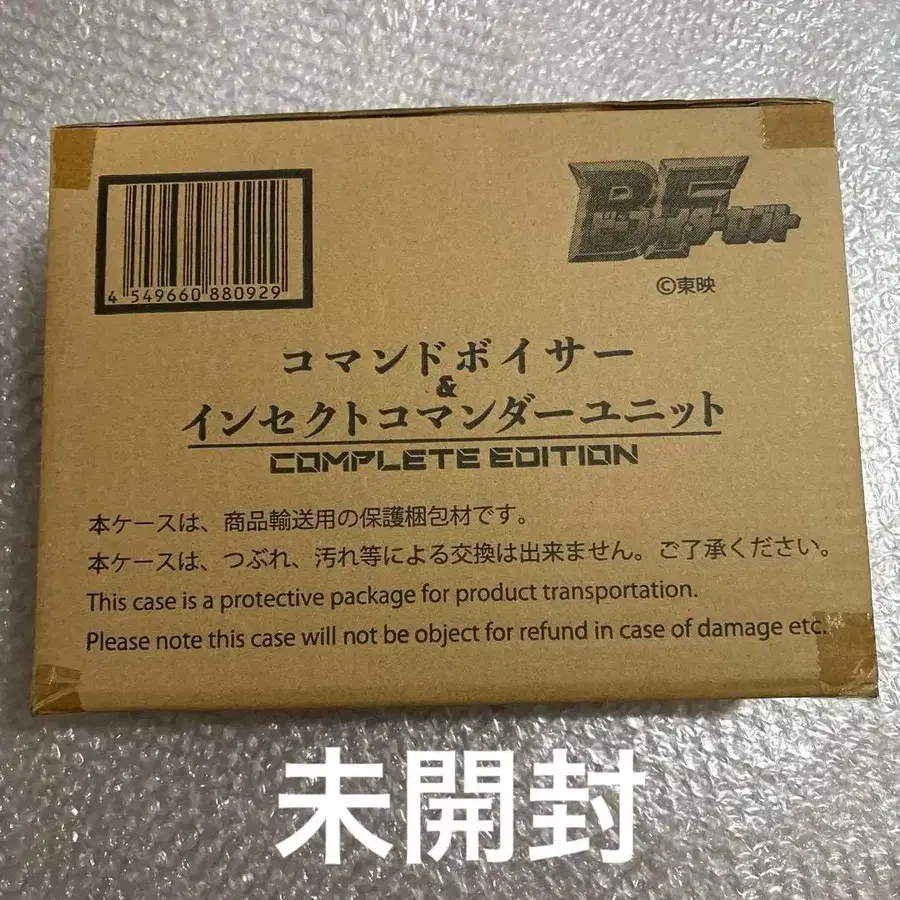 BF
ビーファイターカブト
©東映
4 549660 880929
コマンドボイサー
&
インセクトコマンダーユニット
COMPLETE EDITION
本ケースは、商品輸送用の保護梱包材です。
本ケースは、つぶれ、汚れ等による交換は出来ません。ご了承ください。
This case is a protective package for product transportation.
Please note this case will not be object for refund in case of damage etc.
未開封